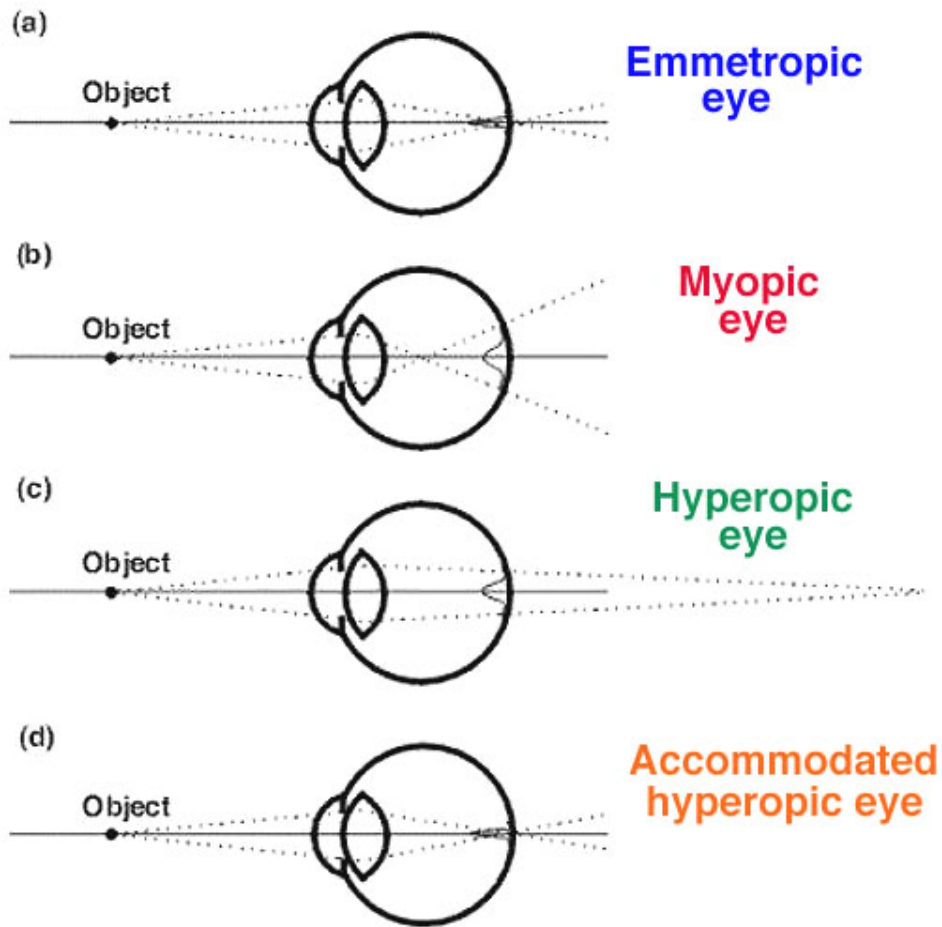 (a)
Object
Emmetropic
eye
(b)
Object
Myopic
eye
(c)
Object
Hyperopic
eye
(d)
Object
Accommodated
hyperopic eye